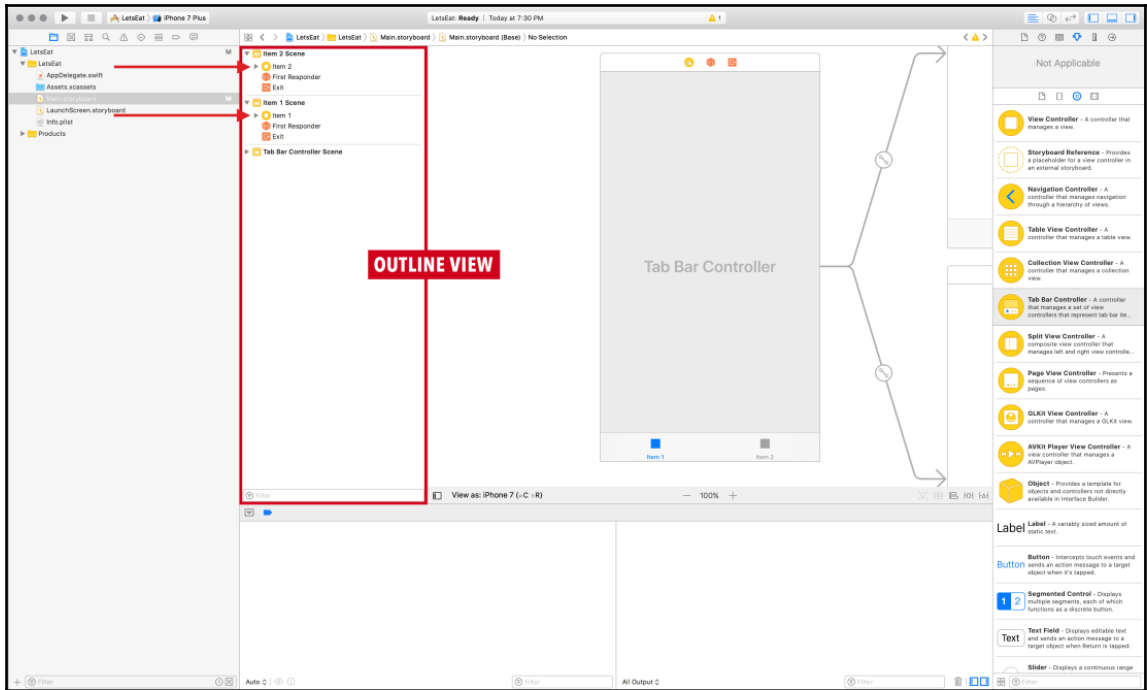 LetsEat
iPhone 7 Plus
LetsEat: Ready | Today at 7:30 PM
1
LetsEat
LetsEat
Main.storyboard
Main.storyboard (Base)
No Selection
LetsEat
M
LetsEat
AppDelegate.swift
Assets.xcassets
Main.storyboard
M
LaunchScreen.storyboard
Info.plist
Products
Filter
Item 2 Scene
Item 2
First Responder
Exit
Item 1 Scene
Item 1
First Responder
Exit
Tab Bar Controller Scene
OUTLINE VIEW
Filter
Tab Bar Controller
Item 1
Item 2
View as: iPhone 7 (wC hR)
— 100% +
Auto
Filter
All Output
Filter
Not Applicable
View Controller - A controller that
manages a view.
Storyboard Reference - Provides
a placeholder for a view controller in
an external storyboard.
Navigation Controller - A
controller that manages navigation
through a hierarchy of views.
Table View Controller - A
controller that manages a table view.
Collection View Controller - A
controller that manages a collection
view.
Tab Bar Controller - A controller
that manages a set of view
controllers that represent tab bar ite...
Split View Controller - A
composite view controller that
manages left and right view controlle...
Page View Controller - Presents a
sequence of view controllers as
pages.
GLKit View Controller - A
controller that manages a GLKit view.
AVKit Player View Controller - A
view controller that manages a
AVPlayer object.
Object - Provides a template for
objects and controllers not directly
available in Interface Builder.
Label
Label - A variably sized amount of
static text.
Button
Button - Intercepts touch events and
sends an action message to a target
object when it's tapped.
1 2
Segmented Control - Displays
multiple segments, each of which
functions as a discrete button.
Text
Text Field - Displays editable text
and sends an action message to a
target object when Return is tapped.
Slider - Displays a continuous range
Filter